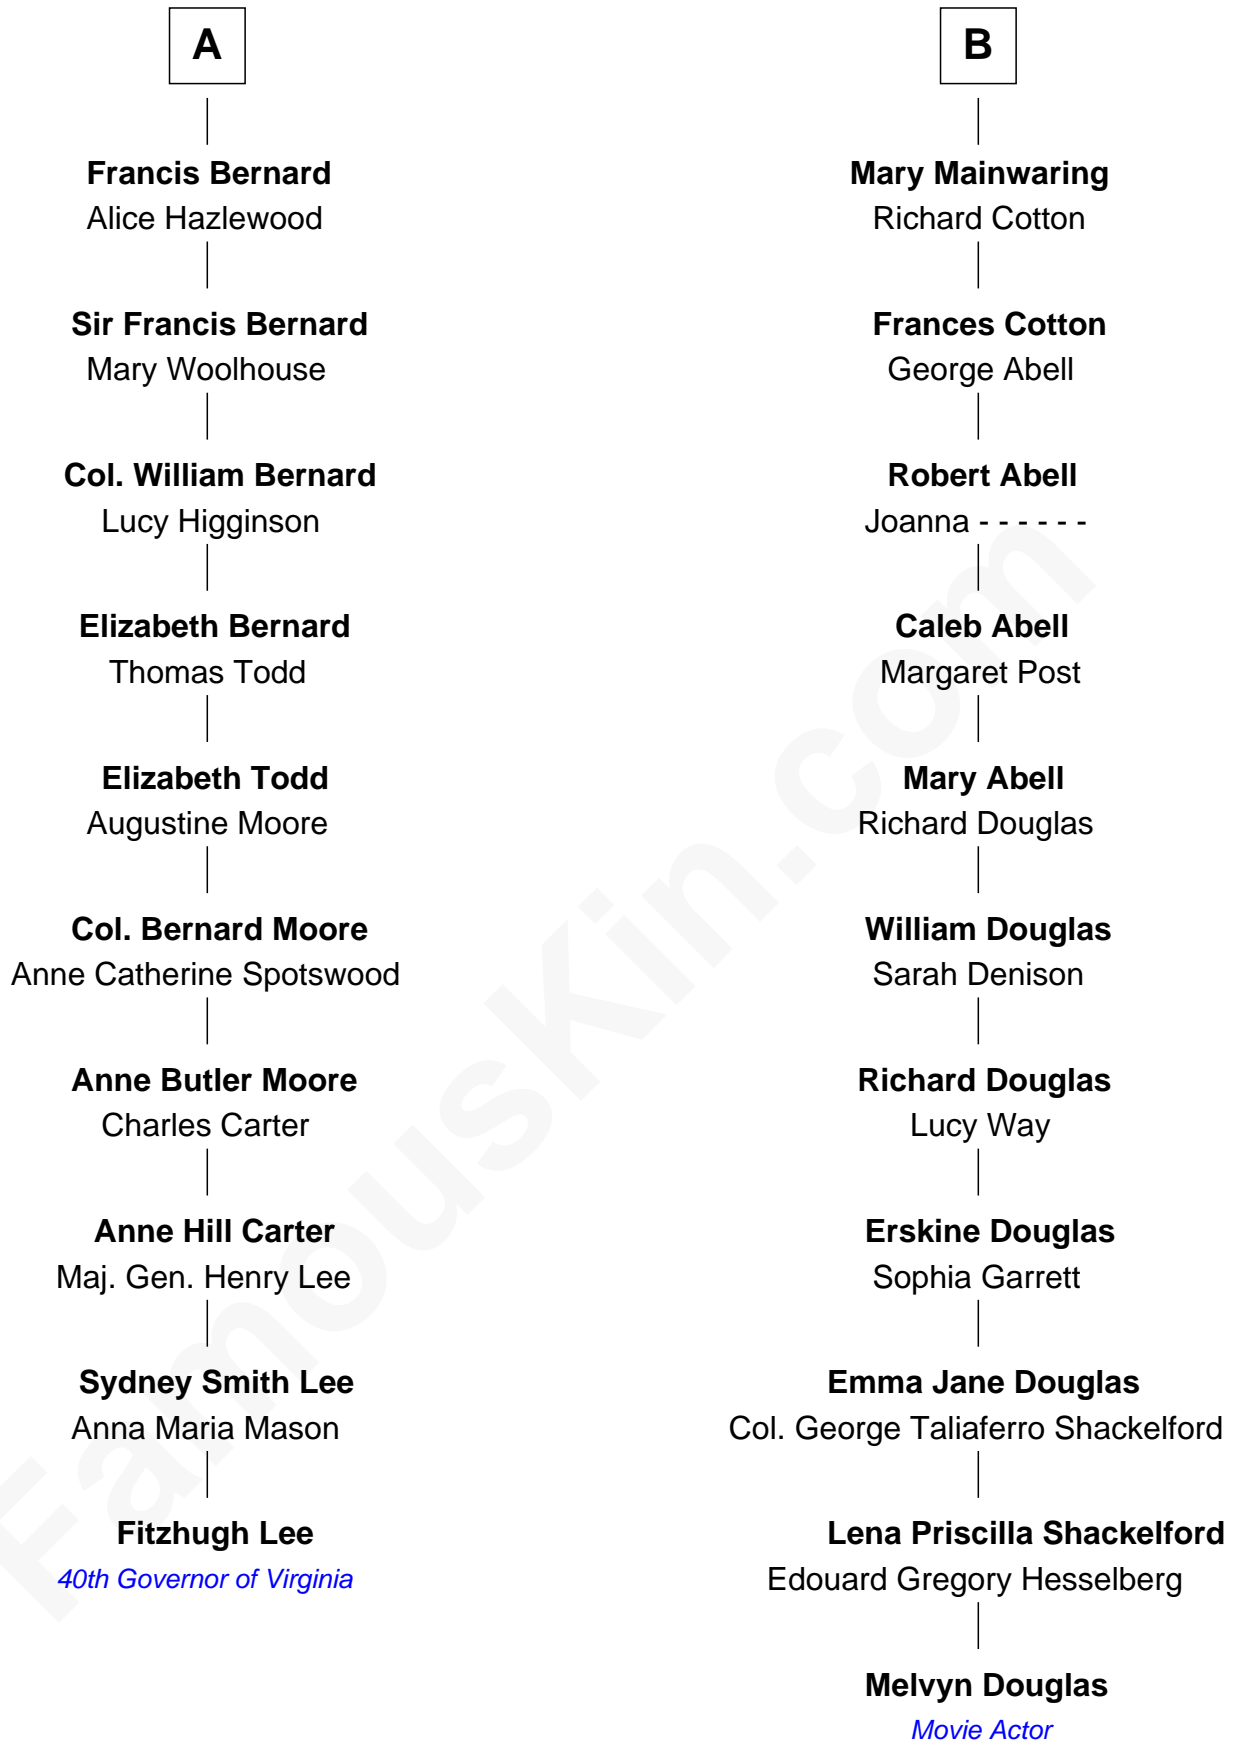 A
Francis Bernard
Alice Hazlewood
Sir Francis Bernard
Mary Woolhouse
Col. William Bernard
Lucy Higginson
Elizabeth Bernard
Thomas Todd
Elizabeth Todd
Augustine Moore
Col. Bernard Moore
Anne Catherine Spotswood
Anne Butler Moore
Charles Carter
Anne Hill Carter
Maj. Gen. Henry Lee
Sydney Smith Lee
Anna Maria Mason
Fitzhugh Lee
40th Governor of Virginia
B
Mary Mainwaring
Richard Cotton
Frances Cotton
George Abell
Robert Abell
Joanna - - - - - -
Caleb Abell
Margaret Post
Mary Abell
Richard Douglas
William Douglas
Sarah Denison
Richard Douglas
Lucy Way
Erskine Douglas
Sophia Garrett
Emma Jane Douglas
Col. George Taliaferro Shackelford
Lena Priscilla Shackelford
Edouard Gregory Hesselberg
Melvyn Douglas
Movie Actor
FamousKin.com